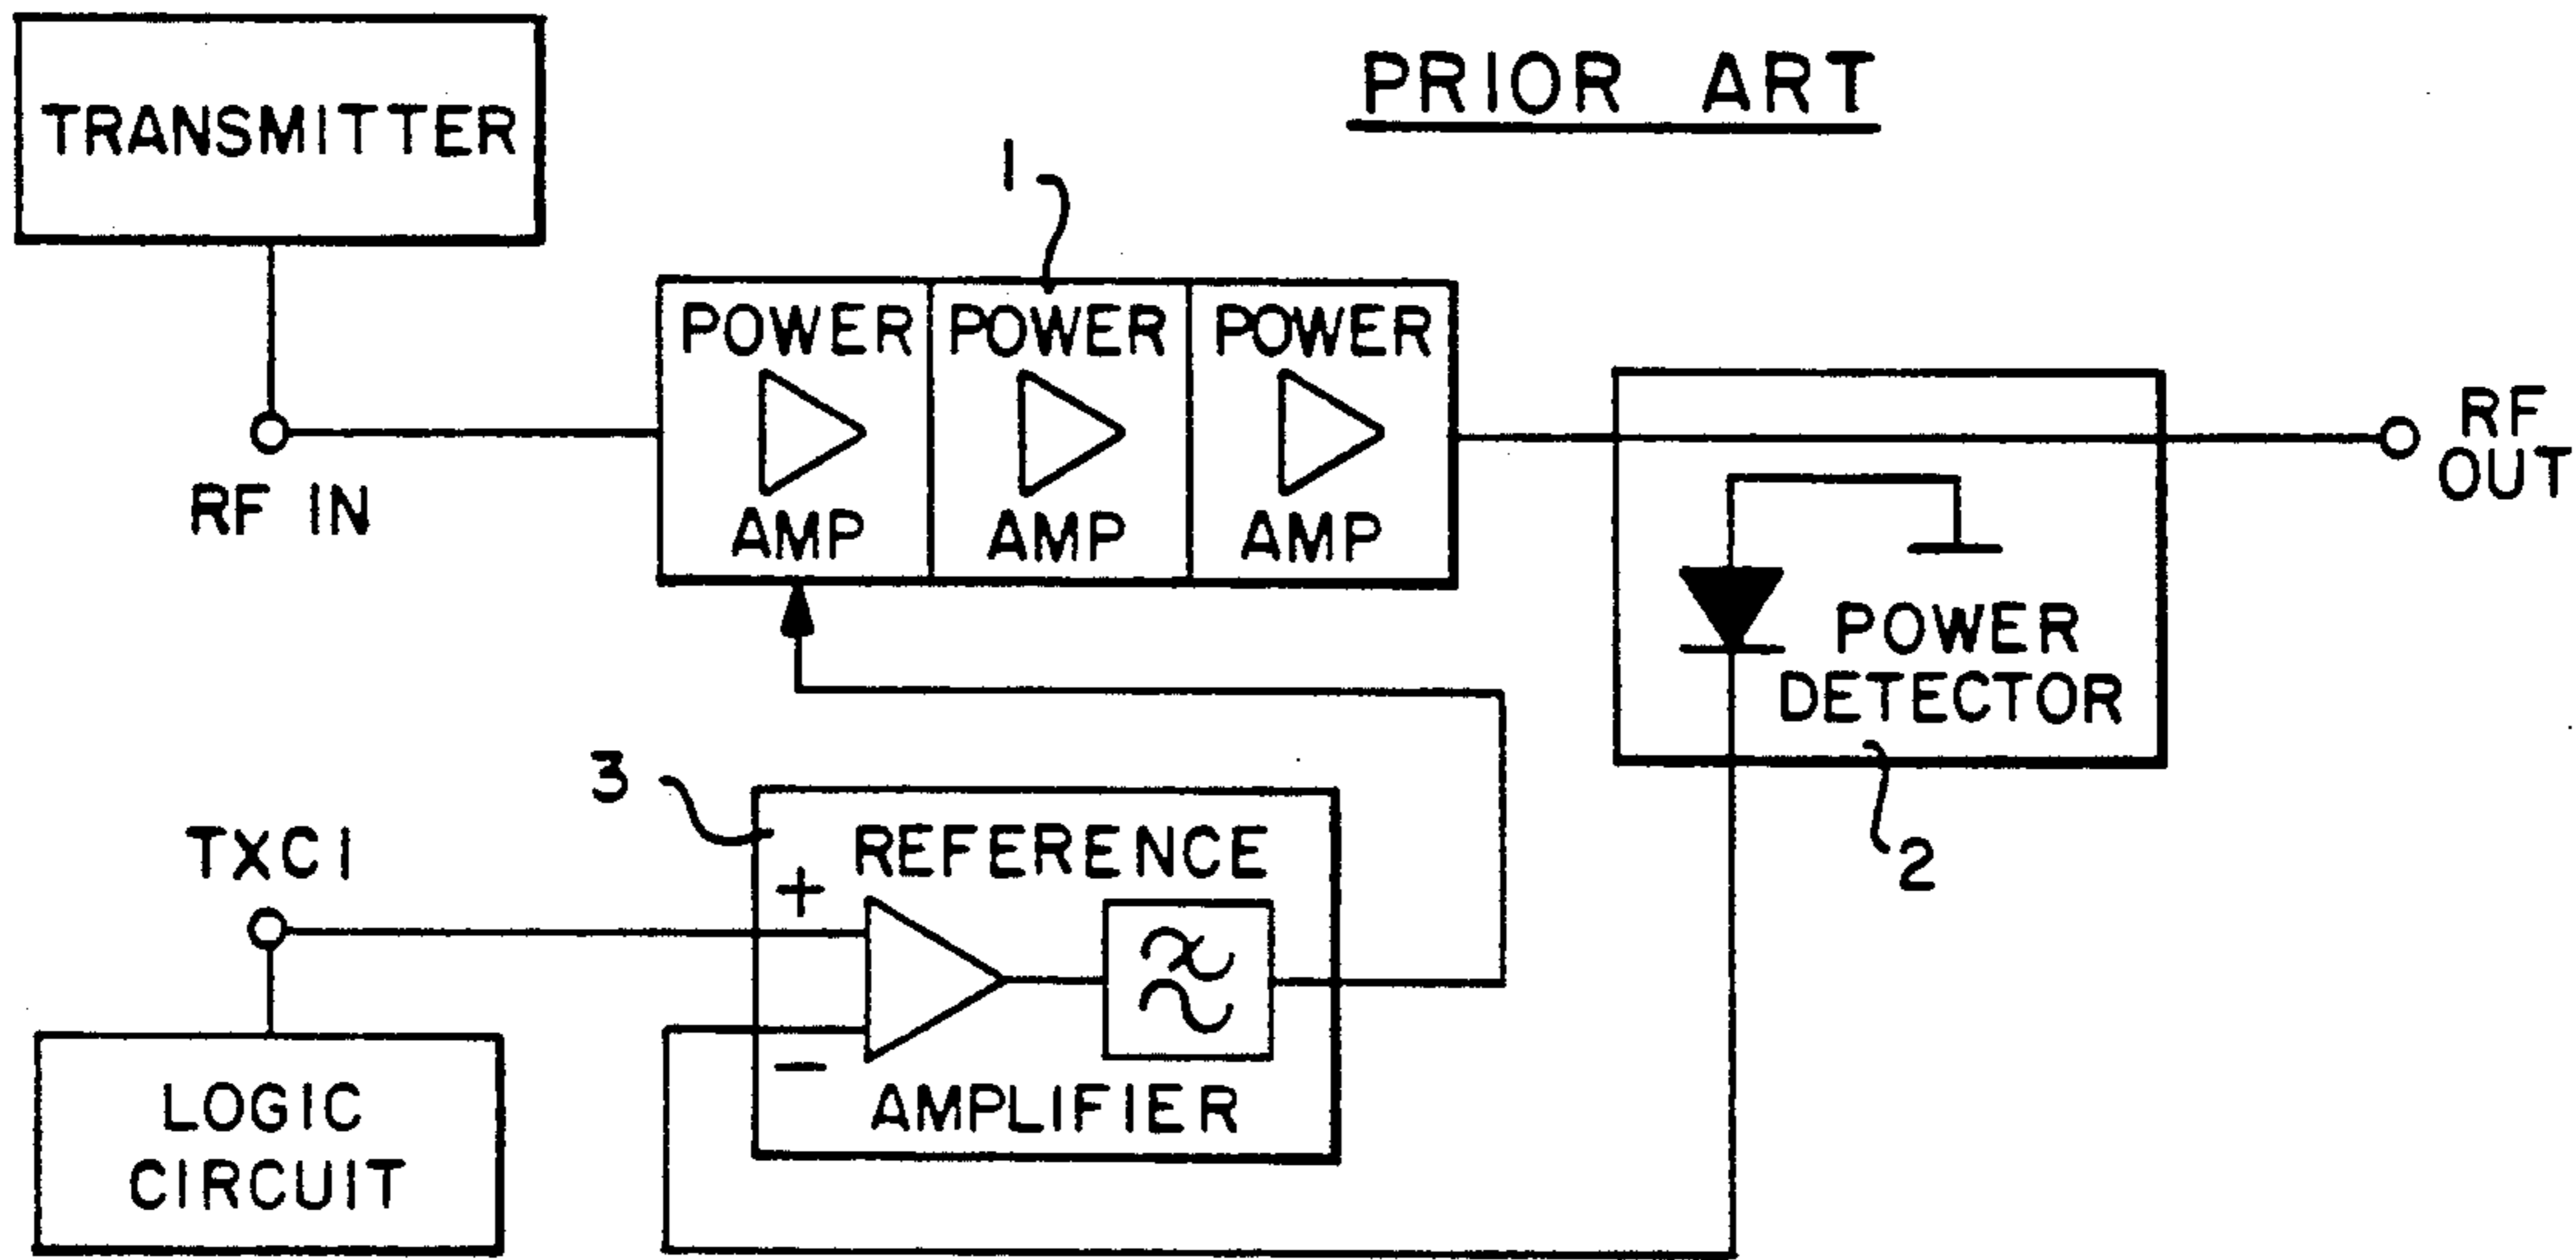 TRANSMITTER
PRIOR ART
1
POWER
AMP
POWER
AMP
POWER
AMP
RF IN
RF
OUT
POWER
DETECTOR
2
3
TXC1
+
REFERENCE
−
AMPLIFIER
LOGIC
CIRCUIT